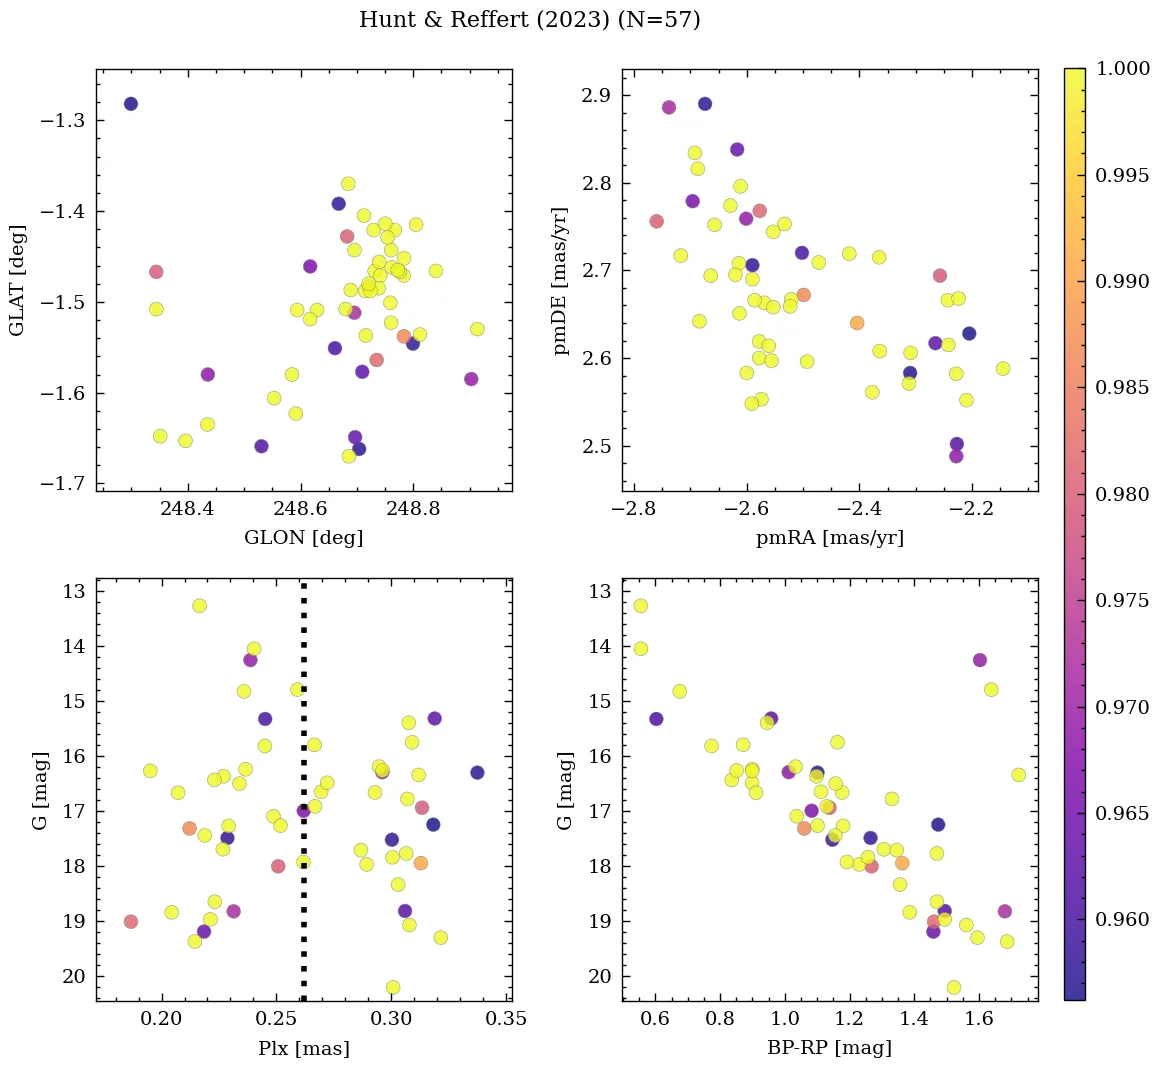 Hunt & Reffert (2023) (N=57)
−1.3
−1.4
−1.5
−1.6
−1.7
GLAT [deg]
248.4 248.6 248.8
GLON [deg]
2.9
2.8
2.7
2.6
2.5
pmDE [mas/yr]
−2.8 −2.6 −2.4 −2.2
pmRA [mas/yr]
13
14
15
16
17
18
19
20
G [mag]
0.20 0.25 0.30 0.35
Plx [mas]
13
14
15
16
17
18
19
20
G [mag]
0.6 0.8 1.0 1.2 1.4 1.6
BP-RP [mag]
1.000
0.995
0.990
0.985
0.980
0.975
0.970
0.965
0.960